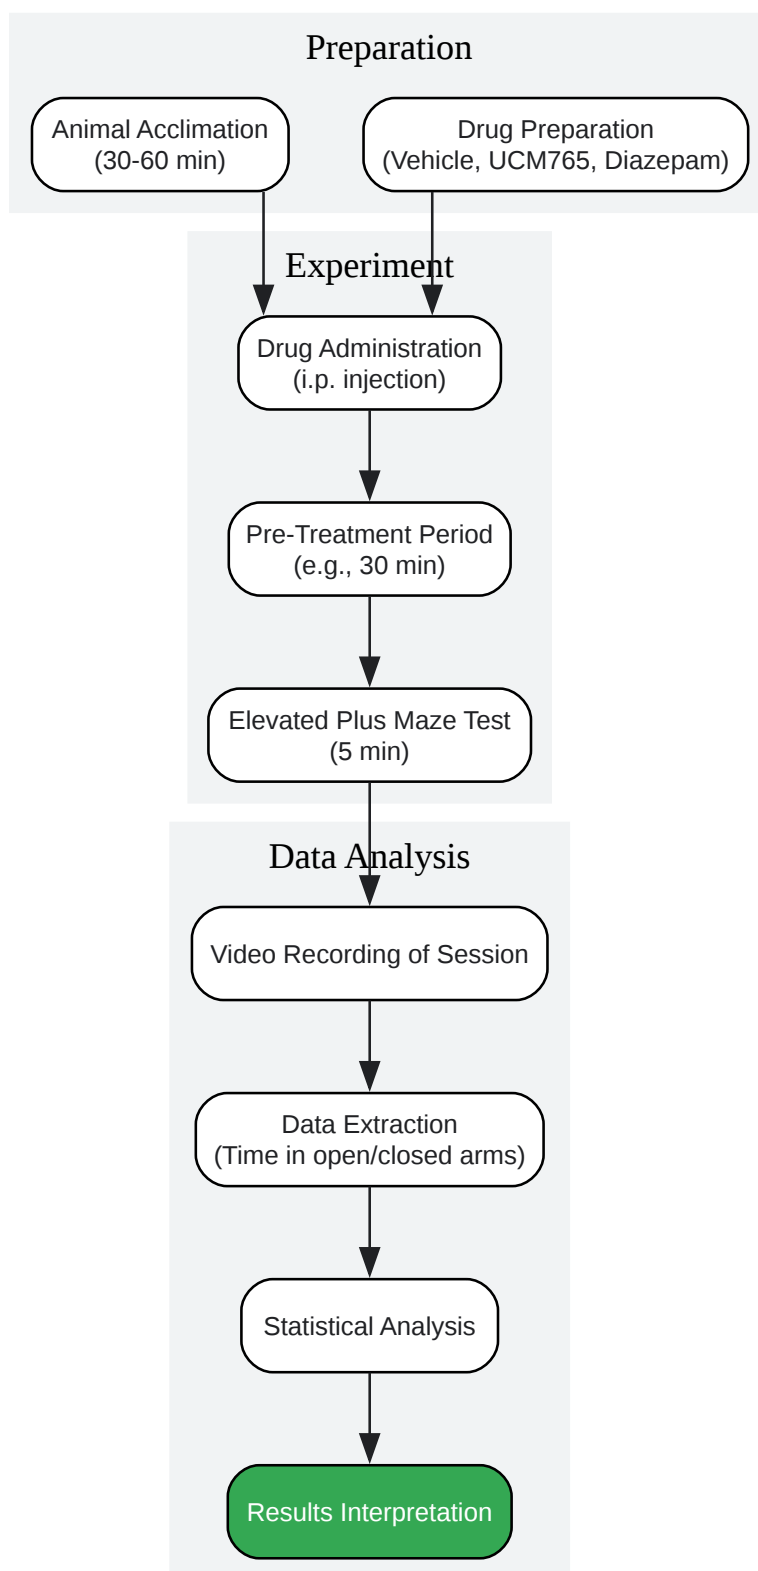 Preparation
Animal Acclimation
(30-60 min)
Drug Preparation
(Vehicle, UCM765, Diazepam)
Experiment
Drug Administration
(i.p. injection)
Pre-Treatment Period
(e.g., 30 min)
Elevated Plus Maze Test
(5 min)
Data Analysis
Video Recording of Session
Data Extraction
(Time in open/closed arms)
Statistical Analysis
Results Interpretation